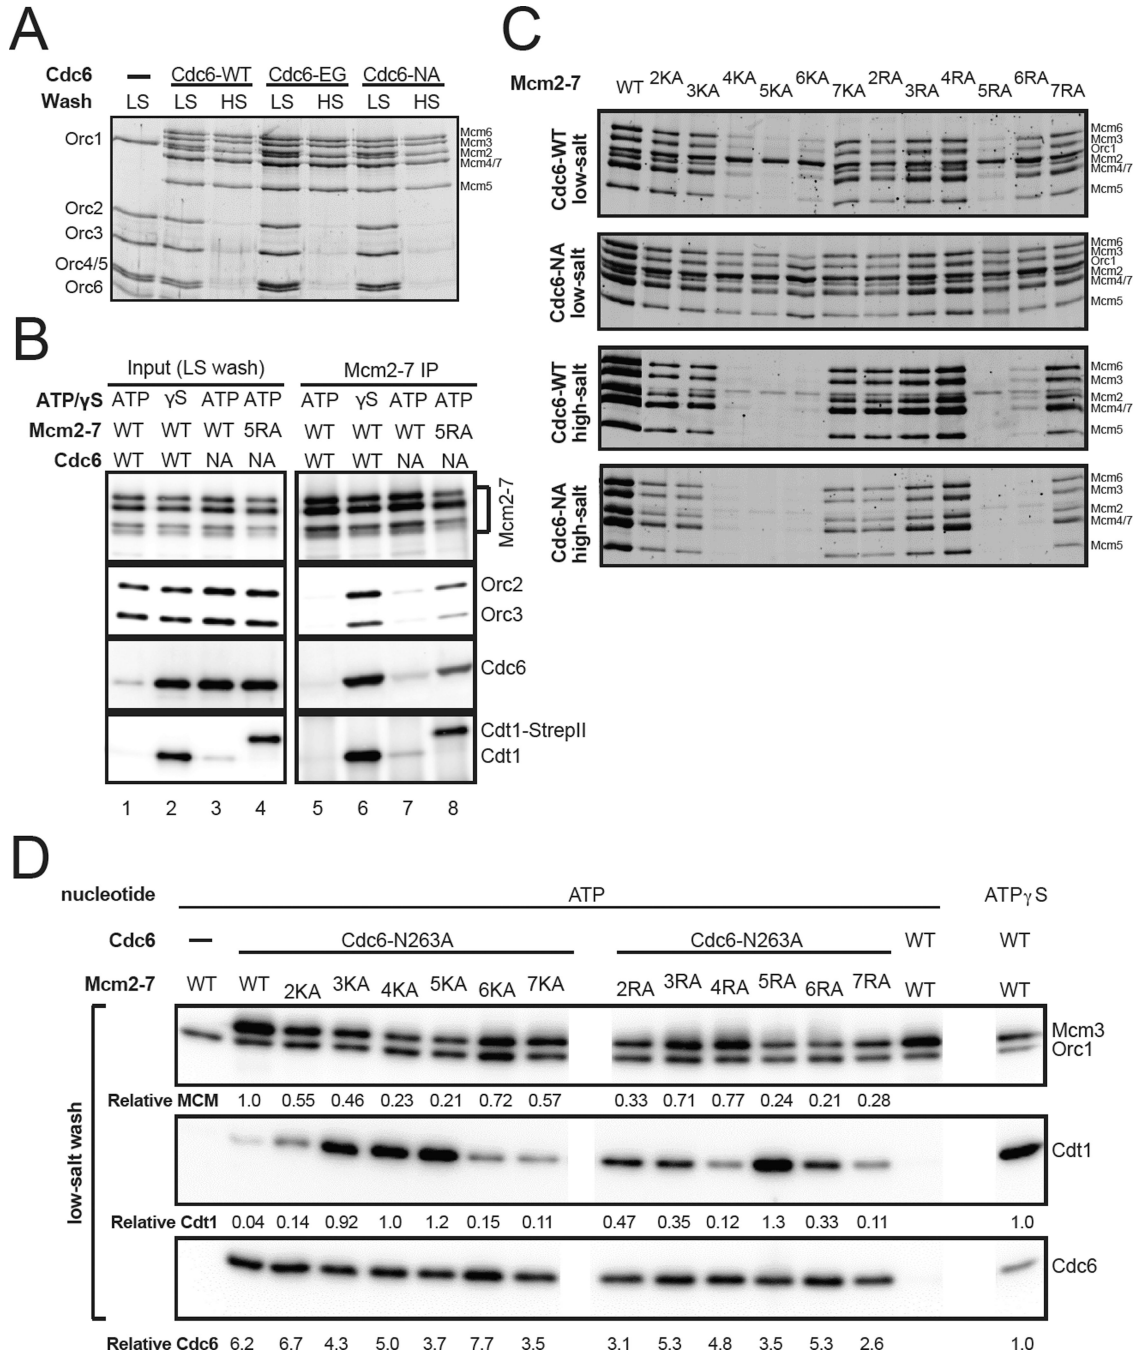 A
Cdc6 — Cdc6-WT Cdc6-EG Cdc6-NA
Wash LS LS HS LS HS LS HS
Orc1
Orc2
Orc3
Orc4/5
Orc6
Mcm6
Mcm3
Mcm2
Mcm4/7
Mcm5
B
Input (LS wash) Mcm2-7 IP
ATP/γS ATP γS ATP ATP ATP γS ATP ATP
Mcm2-7 WT WT WT 5RA WT WT WT 5RA
Cdc6 WT WT NA NA WT WT NA NA
Mcm2-7
Orc2
Orc3
Cdc6
Cdt1-StrepII
Cdt1
1 2 3 4 5 6 7 8
C
Mcm2-7 WT 2KA 3KA 4KA 5KA 6KA 7KA 2RA 3RA 4RA 5RA 6RA 7RA
Cdc6-WT
low-salt
Mcm6
Mcm3
Orc1
Mcm2
Mcm4/7
Mcm5
Cdc6-NA
low-salt
Mcm6
Mcm3
Orc1
Mcm2
Mcm4/7
Mcm5
Cdc6-WT
high-salt
Mcm6
Mcm3
Mcm2
Mcm4/7
Mcm5
Cdc6-NA
high-salt
Mcm6
Mcm3
Mcm2
Mcm4/7
Mcm5
D
nucleotide ATP ATPγS
Cdc6 — Cdc6-N263A Cdc6-N263A WT WT
Mcm2-7 WT WT 2KA 3KA 4KA 5KA 6KA 7KA 2RA 3RA 4RA 5RA 6RA 7RA WT WT
low-salt wash
Mcm3
Orc1
Relative MCM 1.0 0.55 0.46 0.23 0.21 0.72 0.57 0.33 0.71 0.77 0.24 0.21 0.28
Cdt1
Relative Cdt1 0.04 0.14 0.92 1.0 1.2 0.15 0.11 0.47 0.35 0.12 1.3 0.33 0.11 1.0
Cdc6
Relative Cdc6 6.2 6.7 4.3 5.0 3.7 7.7 3.5 3.1 5.3 4.8 3.5 5.3 2.6 1.0